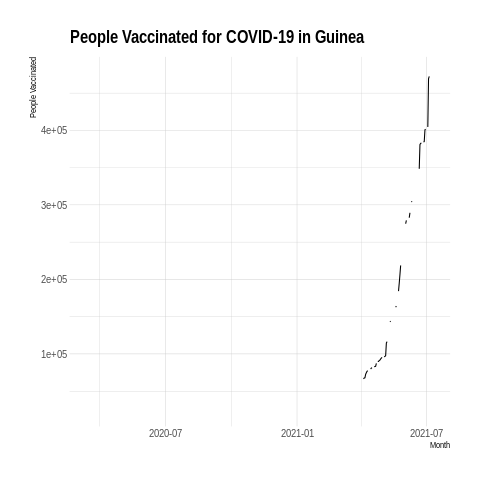 People Vaccinated for COVID-19 in Guinea
People Vaccinated
4e+05
3e+05
2e+05
1e+05
2020-07
2021-01
2021-07
Month